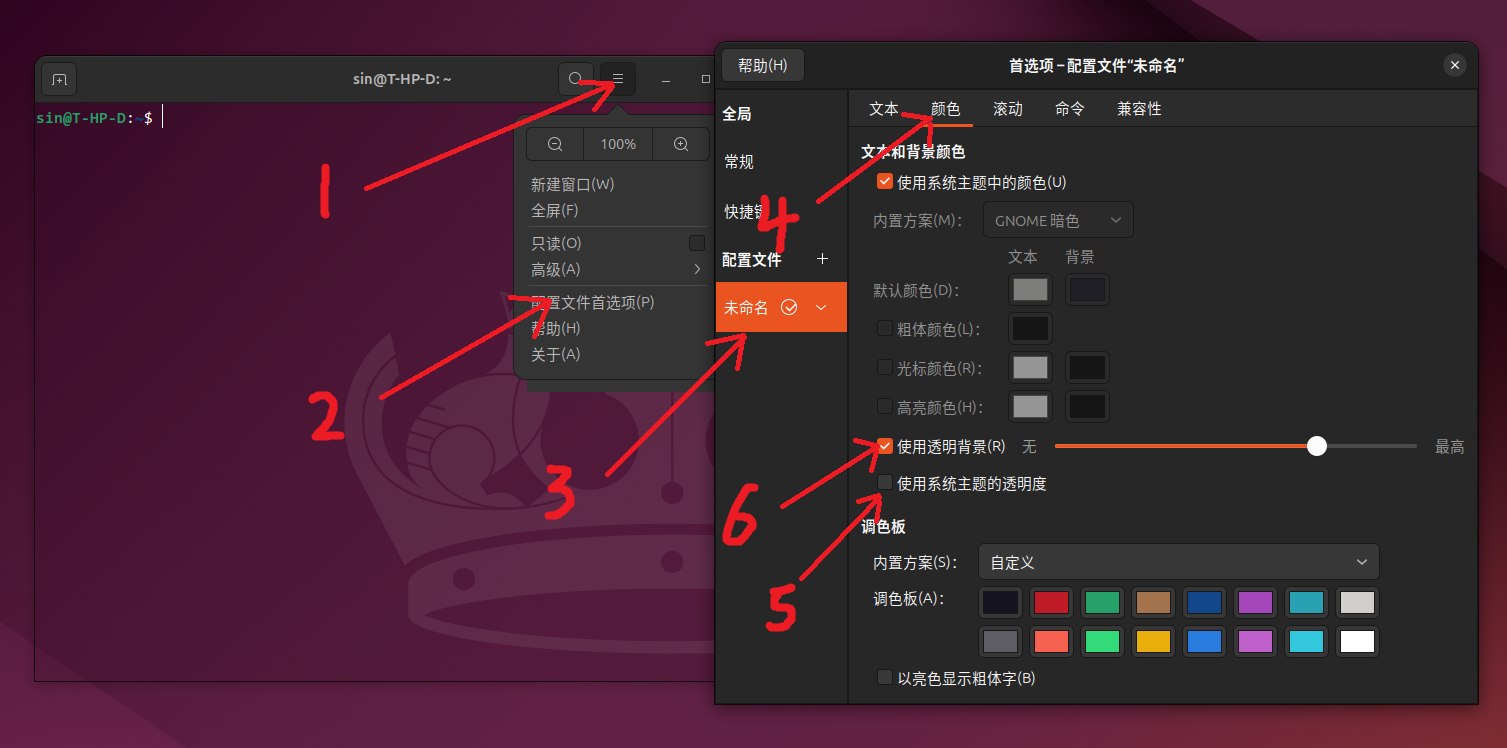 sin@T-HP-D: ~
sin@T-HP-D:~$
1
100%
新建窗口(W)
全屏(F)
只读(O)
高级(A)
配置文件首选项(P)
帮助(H)
关于(A)
2
3
帮助(H)
首选项 – 配置文件“未命名”
全局
常规
快捷键
配置文件
未命名
4
文本
颜色
滚动
命令
兼容性
文本和背景颜色
使用系统主题中的颜色(U)
内置方案(M)：
GNOME 暗色
文本 背景
默认颜色(D)：
粗体颜色(L)：
光标颜色(R)：
高亮颜色(H)：
使用透明背景(R) 无 最高
使用系统主题的透明度
6
5
调色板
内置方案(S)： 自定义
调色板(A)：
以亮色显示粗体字(B)